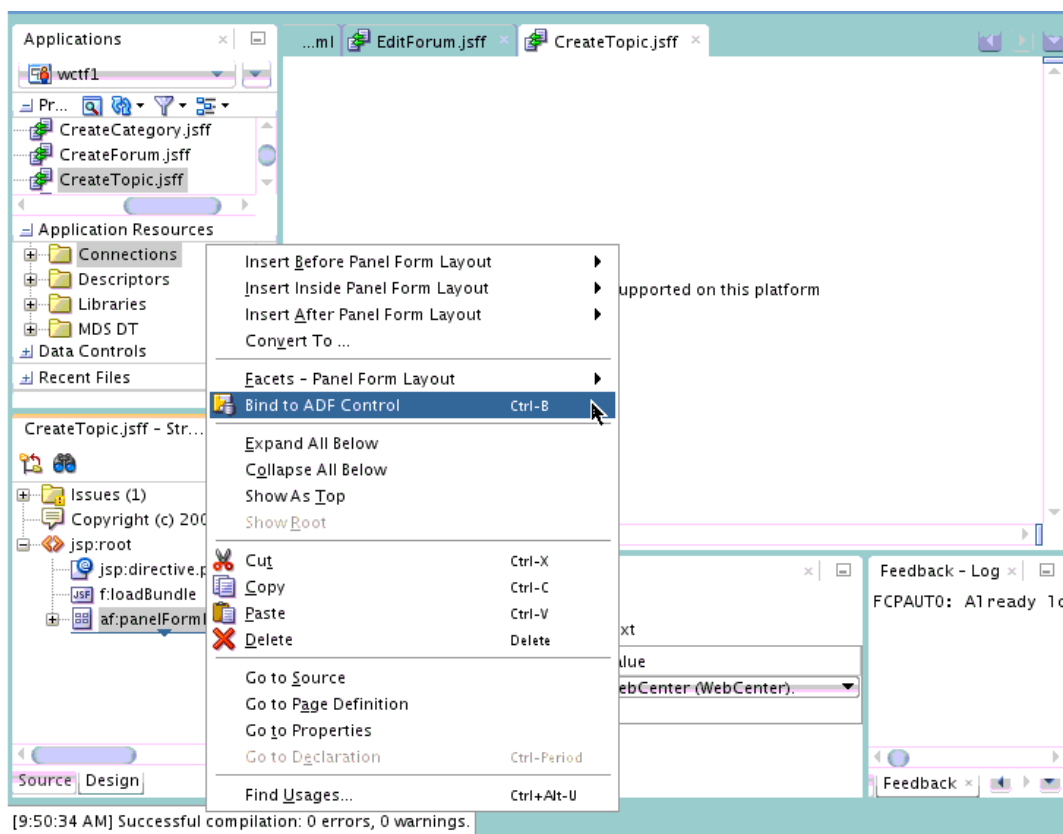 Applications
...ml
EditForum.jsff
CreateTopic.jsff
wctf1
Pr...
CreateCategory.jsff
CreateForum.jsff
CreateTopic.jsff
Application Resources
Connections
Descriptors
Libraries
MDS DT
Data Controls
Recent Files
Insert Before Panel Form Layout
Insert Inside Panel Form Layout
Insert After Panel Form Layout
Convert To ...
Facets - Panel Form Layout
Bind to ADF Control Ctrl-B
Expand All Below
Collapse All Below
Show As Top
Show Root
Cut Ctrl-X
Copy Ctrl-C
Paste Ctrl-V
Delete Delete
Go to Source
Go to Page Definition
Go to Properties
Go to Declaration Ctrl-Period
Find Usages... Ctrl+Alt-U
upported on this platform
CreateTopic.jsff - Str...
Issues (1)
Copyright (c) 200
jsp:root
jsp:directive.p
JSF f:loadBundle
af:panelForml
Source Design
xt
alue
ebCenter (WebCenter).
Feedback - Log
FCPAUTO: Already lo
Feedback
[9:50:34 AM] Successful compilation: 0 errors, 0 warnings.